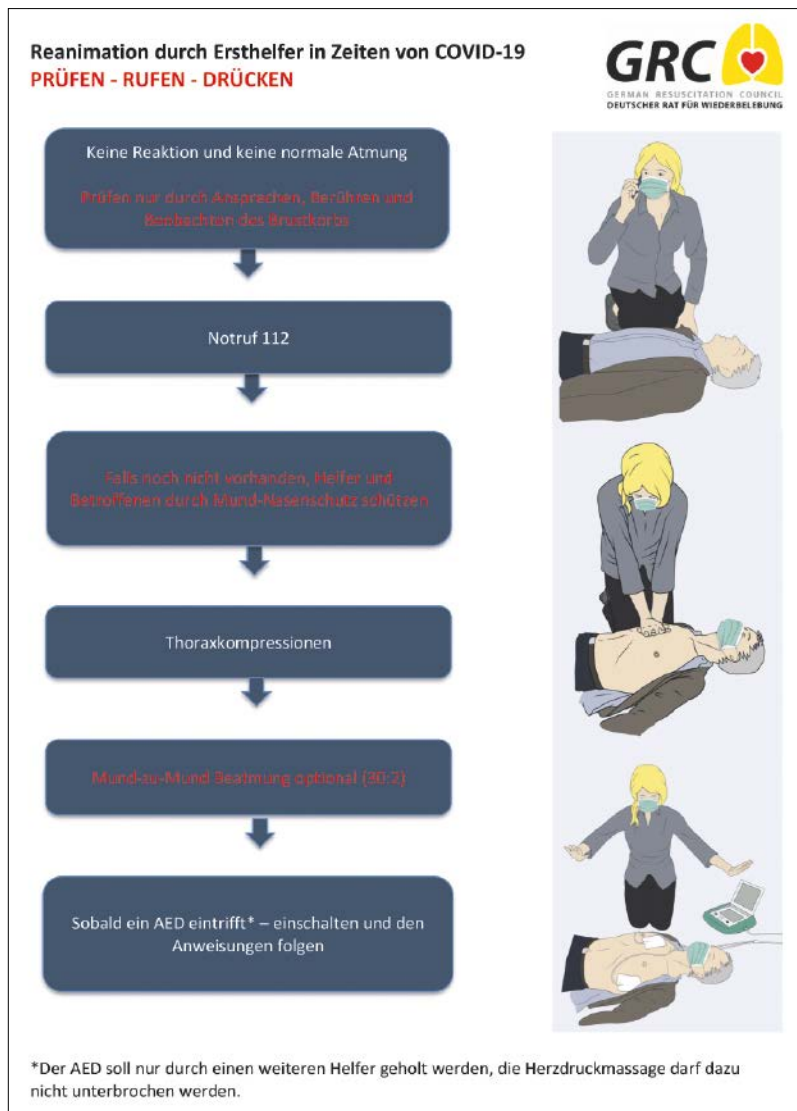 Reanimation durch Ersthelfer in Zeiten von COVID-19
PRÜFEN - RUFEN - DRÜCKEN
GRC
GERMAN RESUSCITATION COUNCIL
DEUTSCHER RAT FÜR WIEDERBELEBUNG
Keine Reaktion und keine normale Atmung
Prüfen nur durch Ansprechen, Berühren und
Beobachten des Brustkorbs
Notruf 112
Falls noch nicht vorhanden, Helfer und
Betroffenen durch Mund-Nasenschutz schützen
Thoraxkompressionen
Mund-zu-Mund Beatmung optional (30:2)
Sobald ein AED eintrifft* – einschalten und den
Anweisungen folgen
*Der AED soll nur durch einen weiteren Helfer geholt werden, die Herzdruckmassage darf dazu
nicht unterbrochen werden.